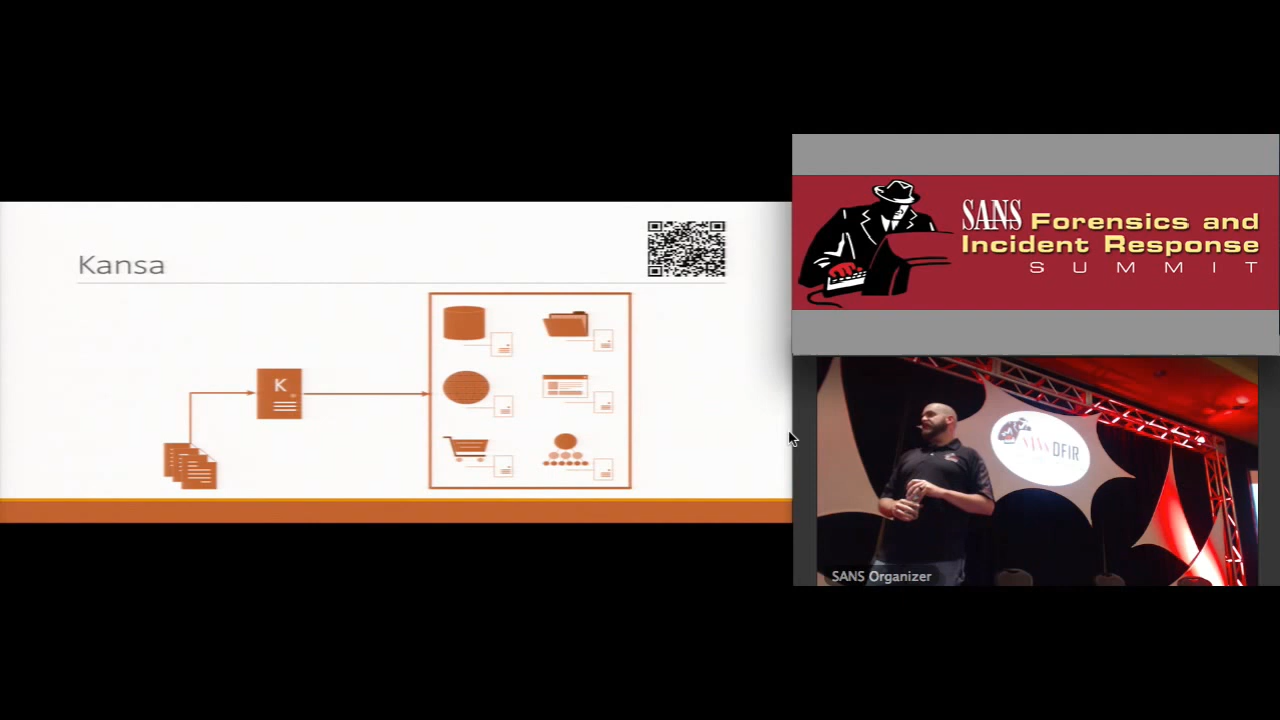 Kansa
K
SANS Forensics and
Incident Response
SUMMIT
SANS DFIR
SANS Organizer